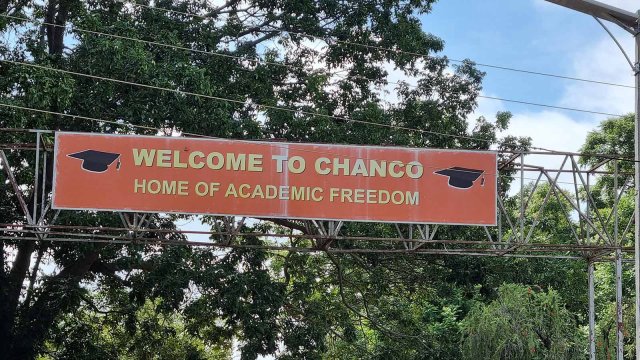 WELCOME TO CHANCO
HOME OF ACADEMIC FREEDOM